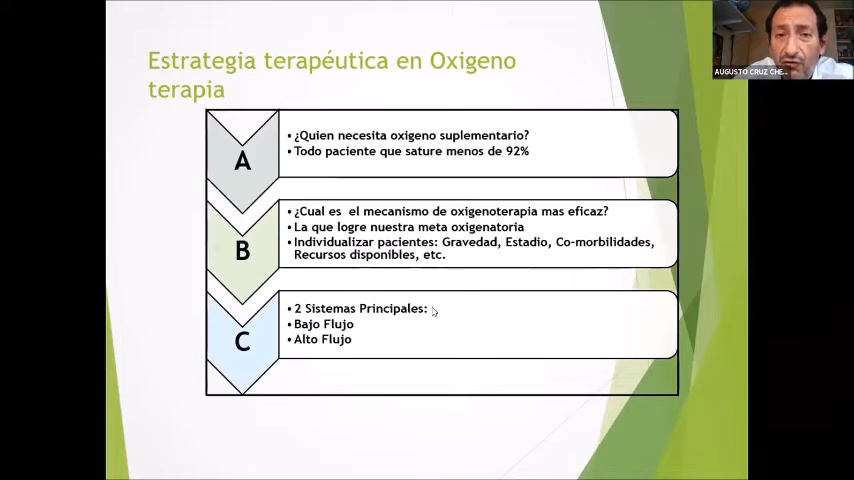 Estrategia terapéutica en Oxigeno
terapia
A
• ¿Quien necesita oxigeno suplementario?
• Todo paciente que sature menos de 92%
B
• ¿Cual es el mecanismo de oxigenoterapia mas eficaz?
• La que logre nuestra meta oxigenatoria
• Individualizar pacientes: Gravedad, Estadio, Co-morbilidades,
Recursos disponibles, etc.
C
• 2 Sistemas Principales:
• Bajo Flujo
• Alto Flujo
AUGUSTO CRUZ CHE...